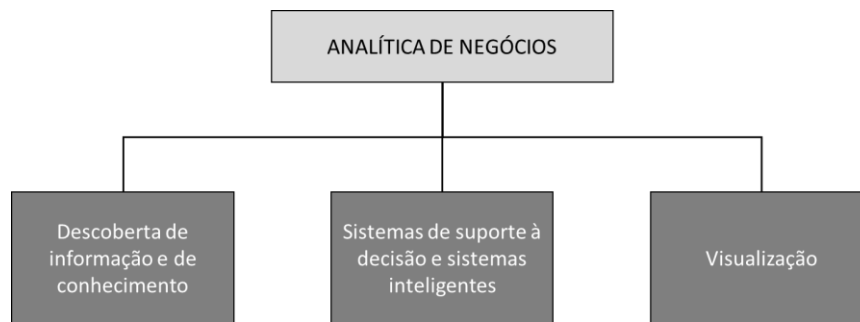 ANALÍTICA DE NEGÓCIOS
Descoberta de
informação e de
conhecimento
Sistemas de suporte à
decisão e sistemas
inteligentes
Visualização